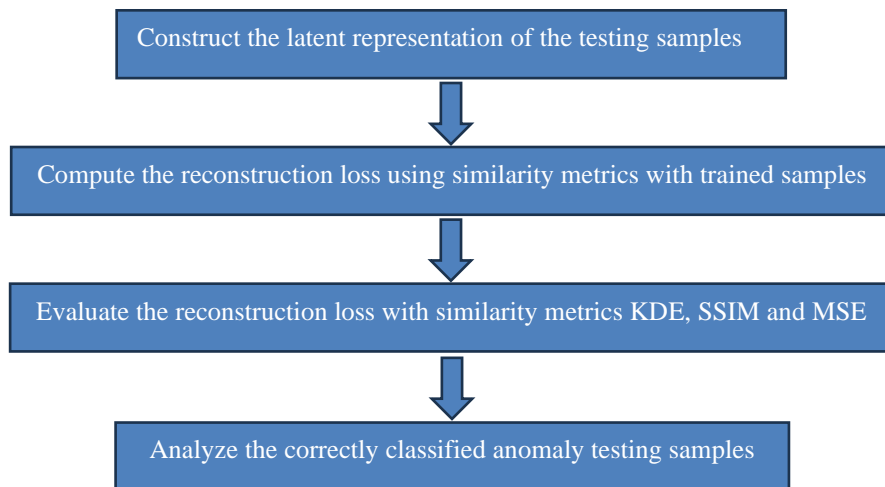 Construct the latent representation of the testing samples
Compute the reconstruction loss using similarity metrics with trained samples
Evaluate the reconstruction loss with similarity metrics KDE, SSIM and MSE
Analyze the correctly classified anomaly testing samples